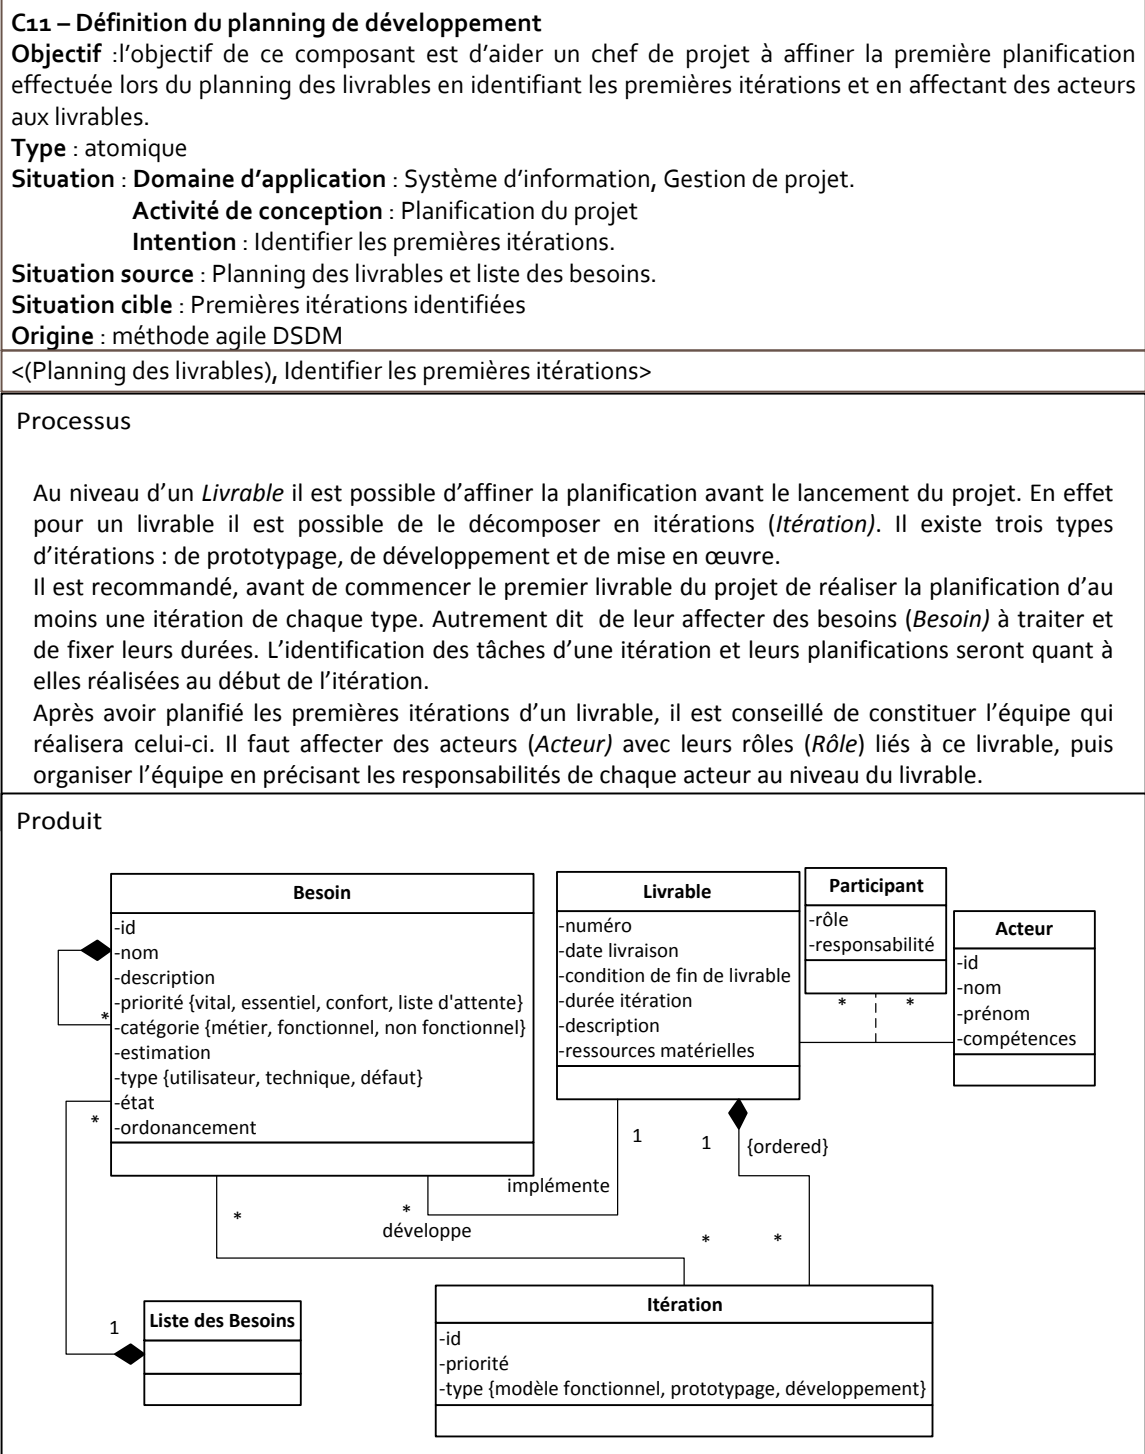 C11 – Définition du planning de développement
Objectif :l’objectif de ce composant est d’aider un chef de projet à affiner la première planification
effectuée lors du planning des livrables en identifiant les premières itérations et en affectant des acteurs
aux livrables.
Type : atomique
Situation : Domaine d’application : Système d’information, Gestion de projet.
Activité de conception : Planification du projet
Intention : Identifier les premières itérations.
Situation source : Planning des livrables et liste des besoins.
Situation cible : Premières itérations identifiées
Origine : méthode agile DSDM
<(Planning des livrables), Identifier les premières itérations>
Processus
Au niveau d’un Livrable il est possible d’affiner la planification avant le lancement du projet. En effet
pour un livrable il est possible de le décomposer en itérations (Itération). Il existe trois types
d’itérations : de prototypage, de développement et de mise en œuvre.
Il est recommandé, avant de commencer le premier livrable du projet de réaliser la planification d’au
moins une itération de chaque type. Autrement dit de leur affecter des besoins (Besoin) à traiter et
de fixer leurs durées. L’identification des tâches d’une itération et leurs planifications seront quant à
elles réalisées au début de l’itération.
Après avoir planifié les premières itérations d’un livrable, il est conseillé de constituer l’équipe qui
réalisera celui-ci. Il faut affecter des acteurs (Acteur) avec leurs rôles (Rôle) liés à ce livrable, puis
organiser l’équipe en précisant les responsabilités de chaque acteur au niveau du livrable.
Produit
Besoin
-id
-nom
-description
-priorité {vital, essentiel, confort, liste d'attente}
-catégorie {métier, fonctionnel, non fonctionnel}
-estimation
-type {utilisateur, technique, défaut}
-état
-ordonancement
*
*
Livrable
-numéro
-date livraison
-condition de fin de livrable
-durée itération
-description
-ressources matérielles
Participant
-rôle
-responsabilité
* *
Acteur
-id
-nom
-prénom
-compétences
1
1
{ordered}
implémente
*
*
développe
*
*
Liste des Besoins
1
Itération
-id
-priorité
-type {modèle fonctionnel, prototypage, développement}